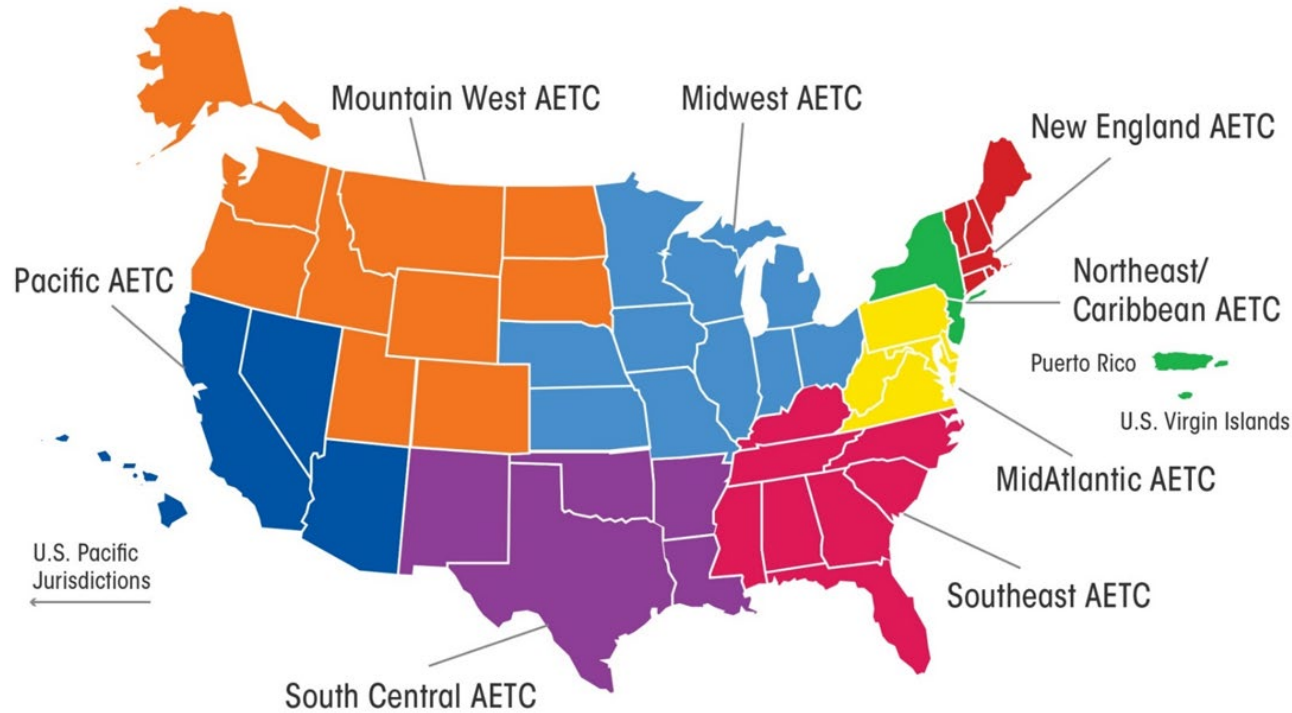 Mountain West AETC
Midwest AETC
New England AETC
Pacific AETC
Northeast/
Caribbean AETC
Puerto Rico
U.S. Virgin Islands
MidAtlantic AETC
U.S. Pacific
Jurisdictions
Southeast AETC
South Central AETC